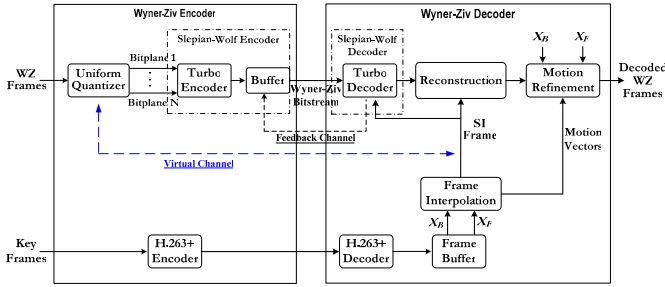 Wyner-Ziv Encoder
Wyner-Ziv Decoder
Slepian-Wolf Encoder
Slepian-Wolf
Decoder
WZ
Frames
Uniform
Quantizer
Bitplane 1
Bitplane N
Turbo
Encoder
Buffer
Wyner-Ziv
Bitstream
Turbo
Decoder
Reconstruction
X_B
X_F
Motion
Refinement
Decoded
WZ
Frames
Feedback Channel
SI
Frame
Motion
Vectors
Virtual Channel
Frame
Interpolation
X_B
X_F
Key
Frames
H.263+
Encoder
H.263+
Decoder
Frame
Buffer